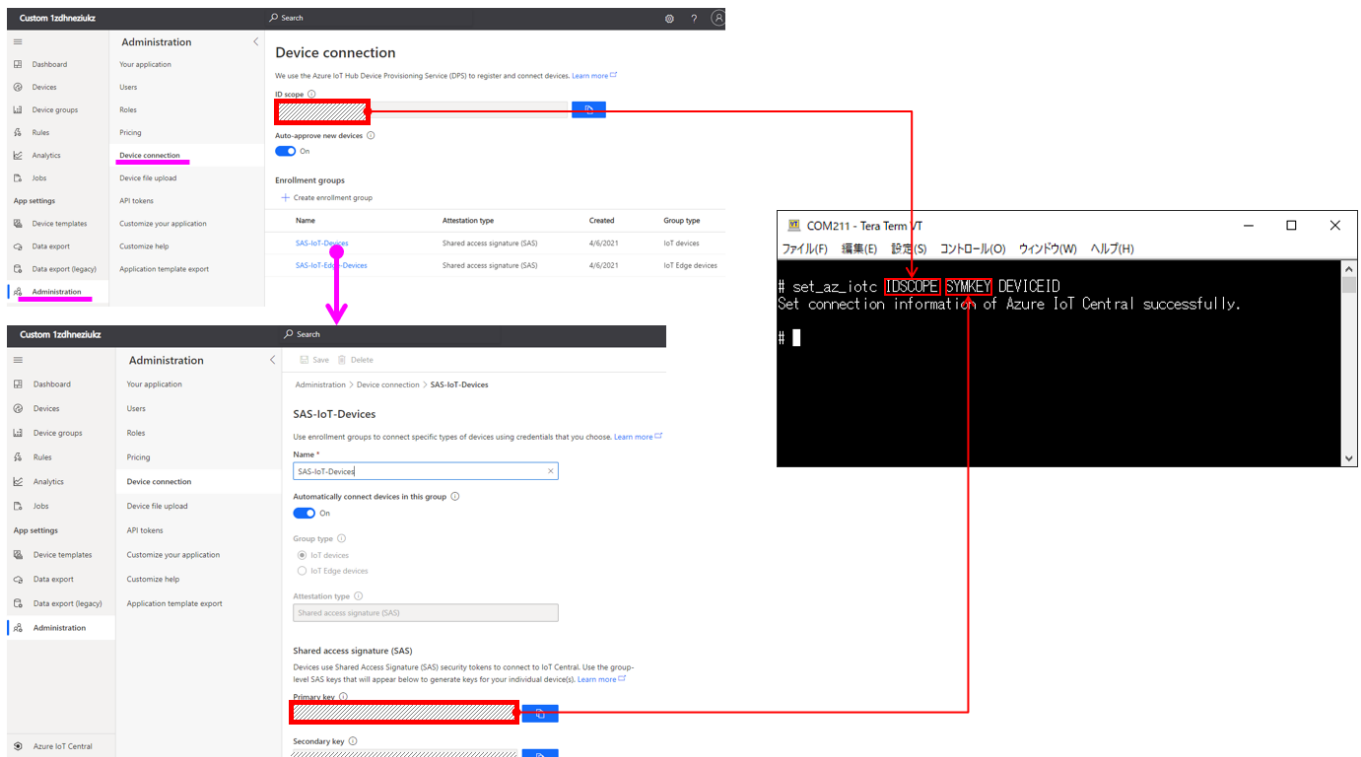 Custom 1zdhneziukz
Search
?
Administration
Dashboard
Devices
Device groups
Rules
Analytics
Jobs
App settings
Device templates
Data export
Data export (legacy)
Administration
Your application
Users
Roles
Pricing
Device connection
Device file upload
API tokens
Customize your application
Customize help
Application template export
Device connection
We use the Azure IoT Hub Device Provisioning Service (DPS) to register and connect devices. Learn more
ID scope
Auto-approve new devices
On
Enrollment groups
+ Create enrollment group
Name Attestation type Created Group type
SAS-IoT-Devices Shared access signature (SAS) 4/6/2021 IoT devices
SAS-IoT-Edge-Devices Shared access signature (SAS) 4/6/2021 IoT Edge devices
Custom 1zdhneziukz
Search
Administration
Dashboard
Devices
Device groups
Rules
Analytics
Jobs
App settings
Device templates
Data export
Data export (legacy)
Administration
Azure IoT Central
Your application
Users
Roles
Pricing
Device connection
Device file upload
API tokens
Customize your application
Customize help
Application template export
Save Delete
Administration > Device connection > SAS-IoT-Devices
SAS-IoT-Devices
Use enrollment groups to connect specific types of devices using credentials that you choose. Learn more
Name *
SAS-IoT-Devices
Automatically connect devices in this group
On
Group type
IoT devices
IoT Edge devices
Attestation type
Shared access signature (SAS)
Shared access signature (SAS)
Devices use Shared Access Signature (SAS) security tokens to connect to IoT Central. Use the group-
level SAS keys that will appear below to generate keys for your individual device(s). Learn more
Primary key
Secondary key
COM211 - Tera Term VT
ファイル(F) 編集(E) 設定(S) コントロール(O) ウィンドウ(W) ヘルプ(H)
# set_az_iotc IDSCOPE SYMKEY DEVICEID
Set connection information of Azure IoT Central successfully.
#